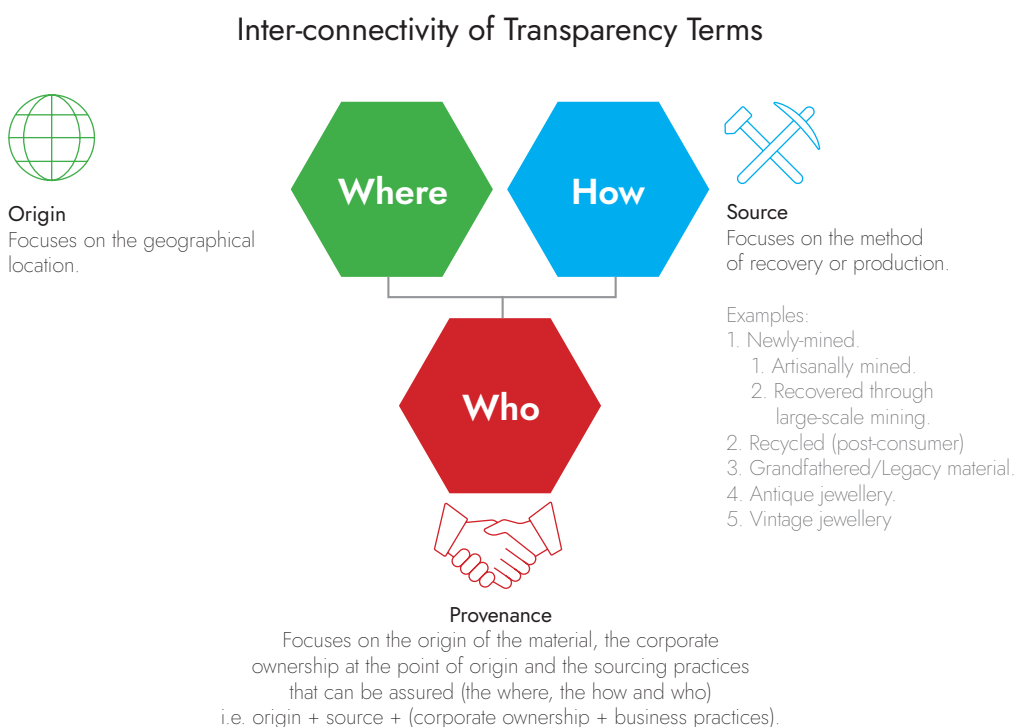 Inter-connectivity of Transparency Terms
Where
How
Who
Origin
Focuses on the geographical
location.
Source
Focuses on the method
of recovery or production.
Examples:
1. Newly-mined.
1. Artisanally mined.
2. Recovered through
large-scale mining.
2. Recycled (post-consumer)
3. Grandfathered/Legacy material.
4. Antique jewellery.
5. Vintage jewellery
Provenance
Focuses on the origin of the material, the corporate
ownership at the point of origin and the sourcing practices
that can be assured (the where, the how and who)
i.e. origin + source + (corporate ownership + business practices).